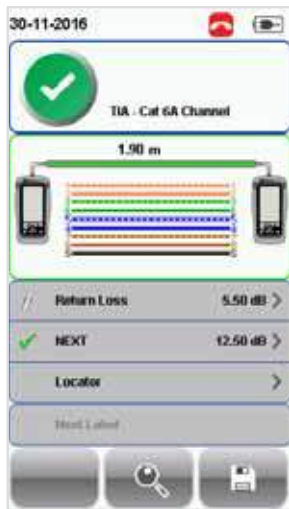 30-11-2016
TIA - Cat 6A Channel
1.90 m
Return Loss 5.50 dB
NEXT 12.50 dB
Locator
Next Label